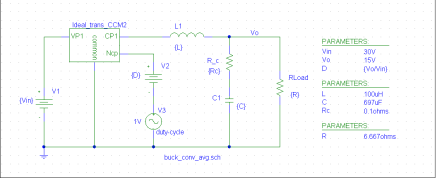 Ideal_trans_CCM2
VP1
CP1
common
Ncp
L1
{L}
Vo
R_c
{Rc}
C1
{C}
RLoad
{R}
V1
{Vin}
V2
{D}
V3
1V
duty-cycle
buck_conv_avg.sch
PARAMETERS
Vin 30V
Vo 15V
D {Vo/Vin}
PARAMETERS
L 100uH
C 697uF
Rc 0.1ohms
PARAMETERS
R 6.667ohms